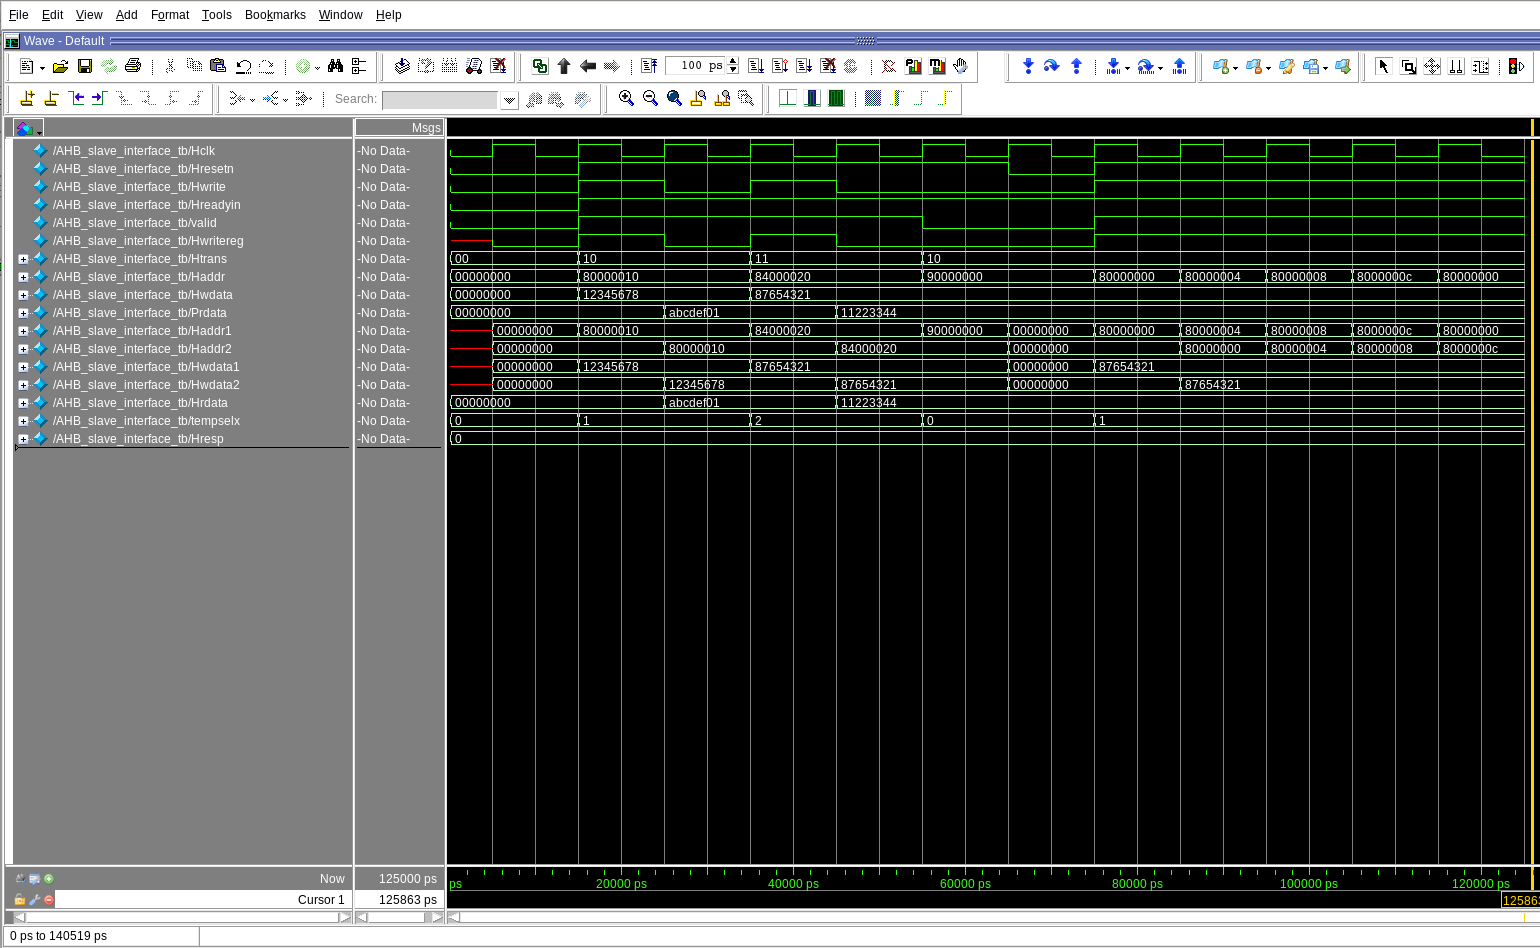 File Edit View Add Format Tools Bookmarks Window Help
Wave - Default
100 ps
Search:
Msgs
/AHB_slave_interface_tb/Hclk -No Data-
/AHB_slave_interface_tb/Hresetn -No Data-
/AHB_slave_interface_tb/Hwrite -No Data-
/AHB_slave_interface_tb/Hreadyin -No Data-
/AHB_slave_interface_tb/valid -No Data-
/AHB_slave_interface_tb/Hwritereg -No Data-
/AHB_slave_interface_tb/Htrans -No Data- 00 10 11 10
/AHB_slave_interface_tb/Haddr -No Data- 00000000 80000010 84000020 90000000 80000000 80000004 80000008 8000000c 80000000
/AHB_slave_interface_tb/Hwdata -No Data- 00000000 12345678 87654321
/AHB_slave_interface_tb/Prdata -No Data- 00000000 abcdef01 11223344
/AHB_slave_interface_tb/Haddr1 -No Data- 00000000 80000010 84000020 90000000 00000000 80000000 80000004 80000008 8000000c 80000000
/AHB_slave_interface_tb/Haddr2 -No Data- 00000000 80000010 84000020 00000000 80000000 80000004 80000008 8000000c
/AHB_slave_interface_tb/Hwdata1 -No Data- 00000000 12345678 87654321 00000000 87654321
/AHB_slave_interface_tb/Hwdata2 -No Data- 00000000 12345678 87654321 00000000 87654321
/AHB_slave_interface_tb/Hrdata -No Data- 00000000 abcdef01 11223344
/AHB_slave_interface_tb/tempselx -No Data- 0 1 2 0 1
/AHB_slave_interface_tb/Hresp -No Data- 0
Now 125000 ps ps 20000 ps 40000 ps 60000 ps 80000 ps 100000 ps 120000 ps
Cursor 1 125863 ps 12586
0 ps to 140519 ps